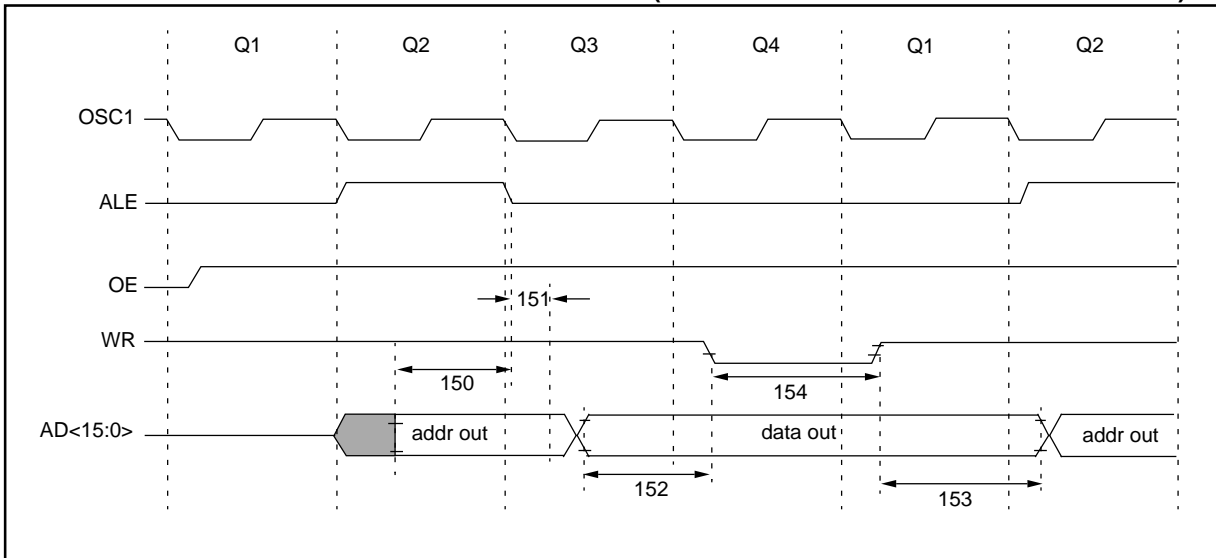 Q1 Q2 Q3 Q4 Q1 Q2
OSC1
ALE
OE
151
WR
150
154
AD<15:0>
addr out
data out
addr out
152
153